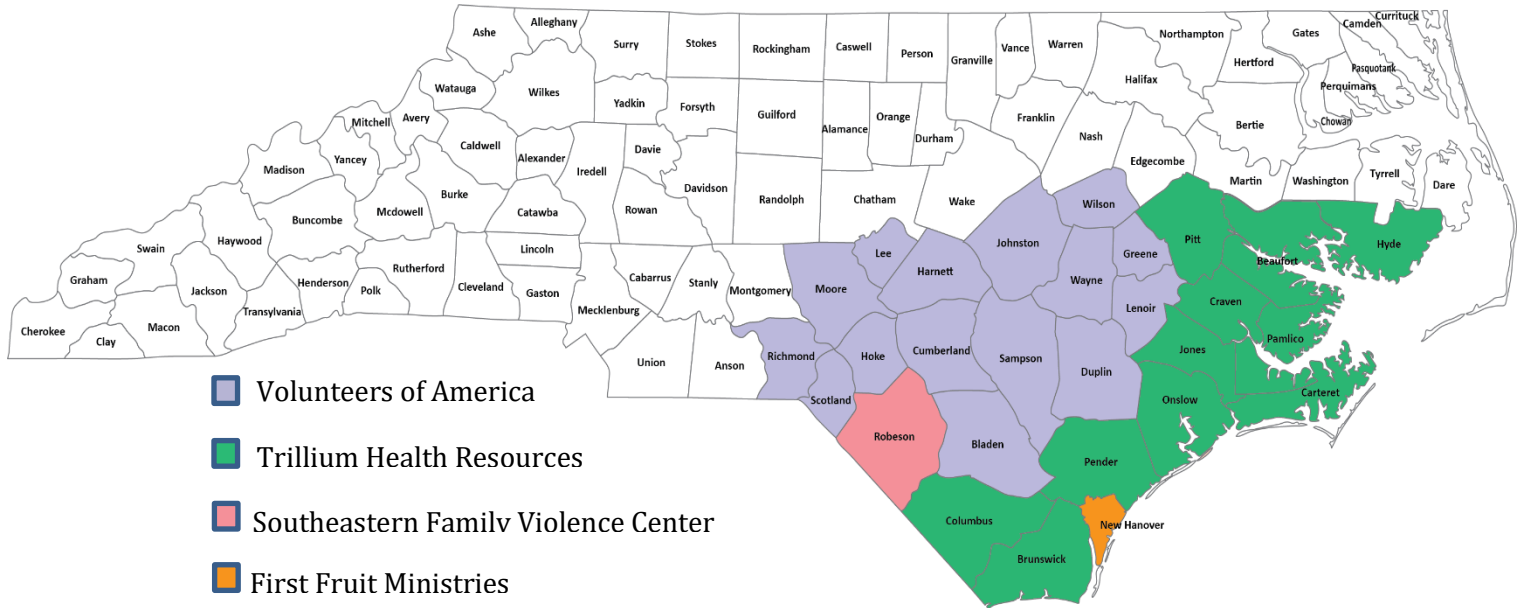 Currituck
Camden
Alleghany
Ashe
Northampton
Gates
Surry
Stokes
Rockingham
Caswell
Person
Vance
Warren
Granville
Hertford
Pasquotank
Halifax
Watauga
Wilkes
Perquimans
Yadkin
Forsyth
Guilford
Orange
Franklin
Chowan
Mitchell
Avery
Alamance
Durham
Nash
Bertie
Caldwell
Davie
Yancey
Alexander
Edgecombe
Madison
Iredell
Tyrrell
Burke
Martin
Washington
Dare
Davidson
Randolph
Chatham
Wake
Wilson
Mcdowell
Catawba
Rowan
Buncombe
Pitt
Haywood
Swain
Lincoln
Johnston
Hyde
Lee
Greene
Beaufort
Harnett
Rutherford
Cabarrus
Stanly
Graham
Henderson
Cleveland
Wayne
Moore
Montgomery
Jackson
Polk
Gaston
Craven
Lenoir
Transylvania
Mecklenburg
Cherokee
Macon
Clay
Pamlico
Jones
Cumberland
Hoke
Richmond
Sampson
Union
Anson
Duplin
Volunteers of America
Scotland
Onslow
Carteret
Robeson
Bladen
Trillium Health Resources
Pender
Southeastern Family Violence Center
Columbus
New Hanover
Brunswick
First Fruit Ministries